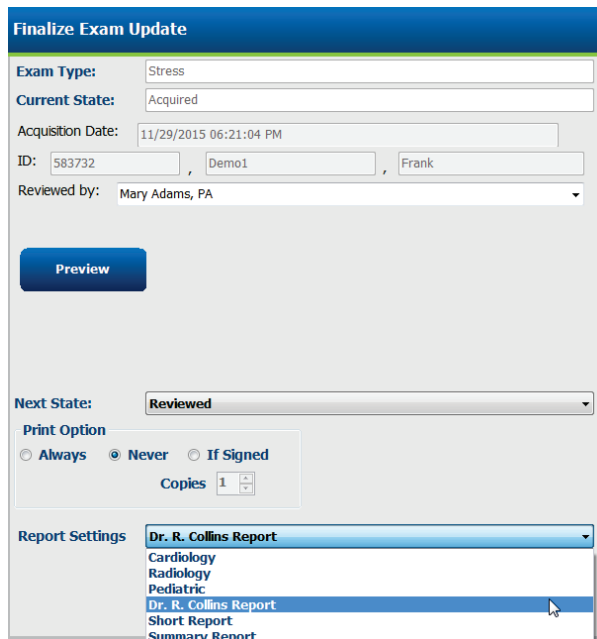 Finalize Exam Update
Exam Type: Stress
Current State: Acquired
Acquisition Date: 11/29/2015 06:21:04 PM
ID: 583732 , Demo1 , Frank
Reviewed by: Mary Adams, PA
Preview
Next State: Reviewed
Print Option
Always Never If Signed
Copies 1
Report Settings Dr. R. Collins Report
Cardiology
Radiology
Pediatric
Dr. R. Collins Report
Short Report
Summary Report